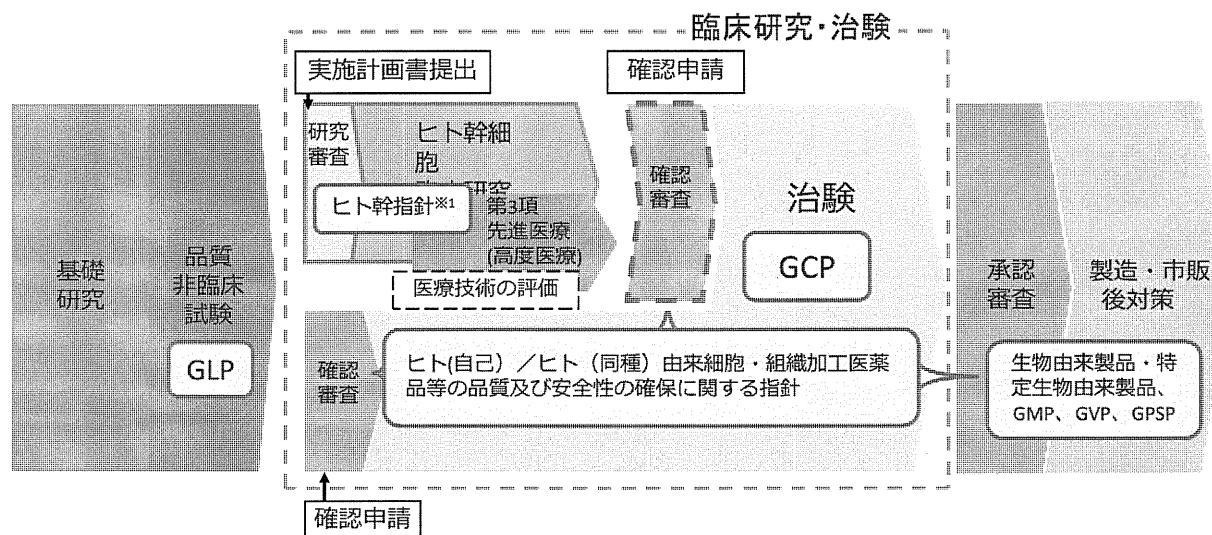 臨床研究・治験
実施計画書提出
確認申請
研究
審査
ヒト幹細
胞
ヒト幹指針※1
第3項
先進医療
(高度医療)
医療技術の評価
確認
審査
治験
GCP
基礎
研究
品質
非臨床
試験
GLP
確認
審査
ヒト(自己)/ヒト(同種)由来細胞・組織加工医薬
品等の品質及び安全性の確保に関する指針
承認
審査
製造・市販
後対策
生物由来製品・特
定生物由来製品、
GMP、GVP、GPSP
確認申請